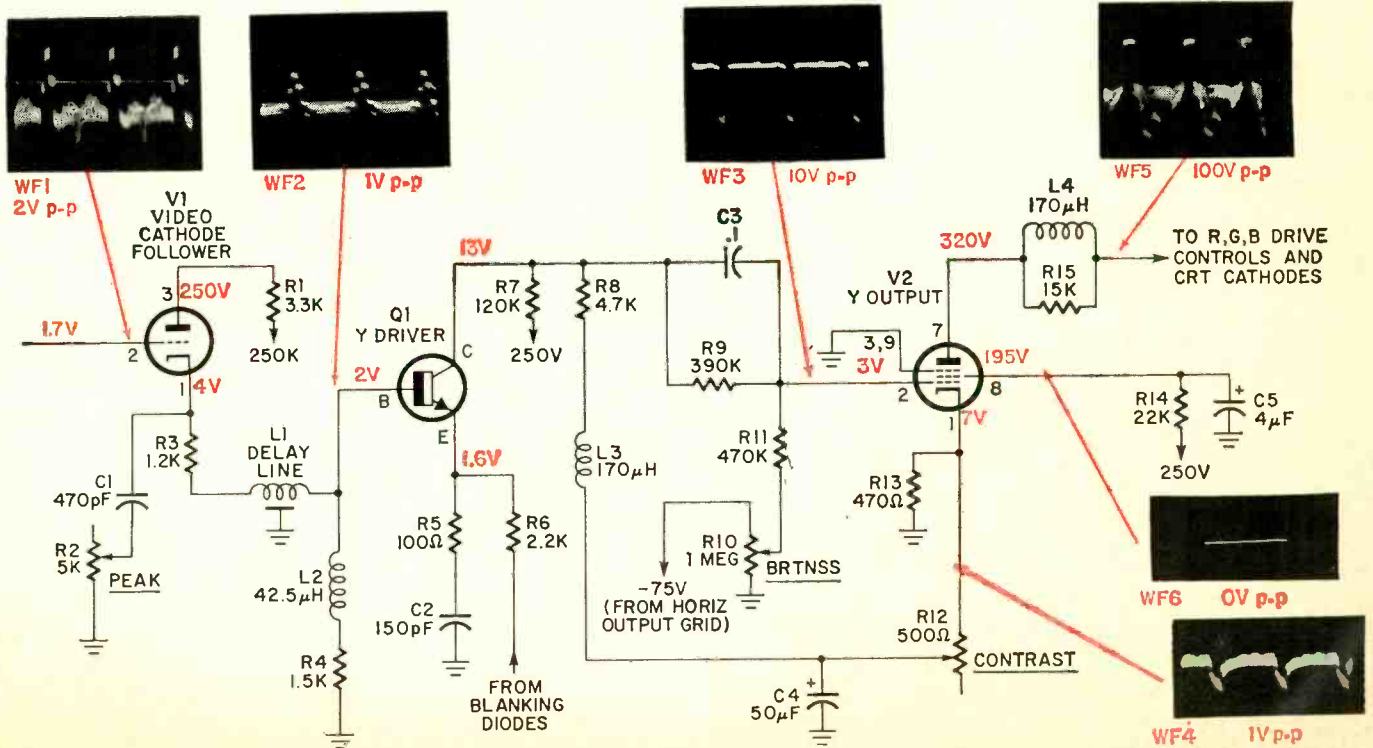 WF1
2V p-p
WF2
1V p-p
WF3
10V p-p
WF5
100V p-p
V1
VIDEO
CATHODE
FOLLOWER
3
250V
R1
3.3K
250K
1.7V
2
1
4V
R3
1.2K
L1
DELAY
LINE
C1
470pF
R2
5K
PEAK
L2
42.5µH
R4
1.5K
13V
Q1
Y DRIVER
2V
B
C
E
1.6V
R5
100Ω
C2
150pF
R6
2.2K
FROM
BLANKING
DIODES
R7
120K
250V
R8
4.7K
L3
170µH
C3
.1
R9
390K
R11
470K
R10
1 MEG
BRTNSS
-75V
(FROM HORIZ
OUTPUT GRID)
C4
50µF
+
V2
Y OUTPUT
320V
7
3,9
3V
2
195V
8
1
7V
R13
470Ω
R12
500Ω
CONTRAST
L4
170µH
R15
15K
TO R,G,B DRIVE
CONTROLS AND
CRT CATHODES
R14
22K
250V
+
C5
4µF
WF6
0V p-p
WF4
1V p-p